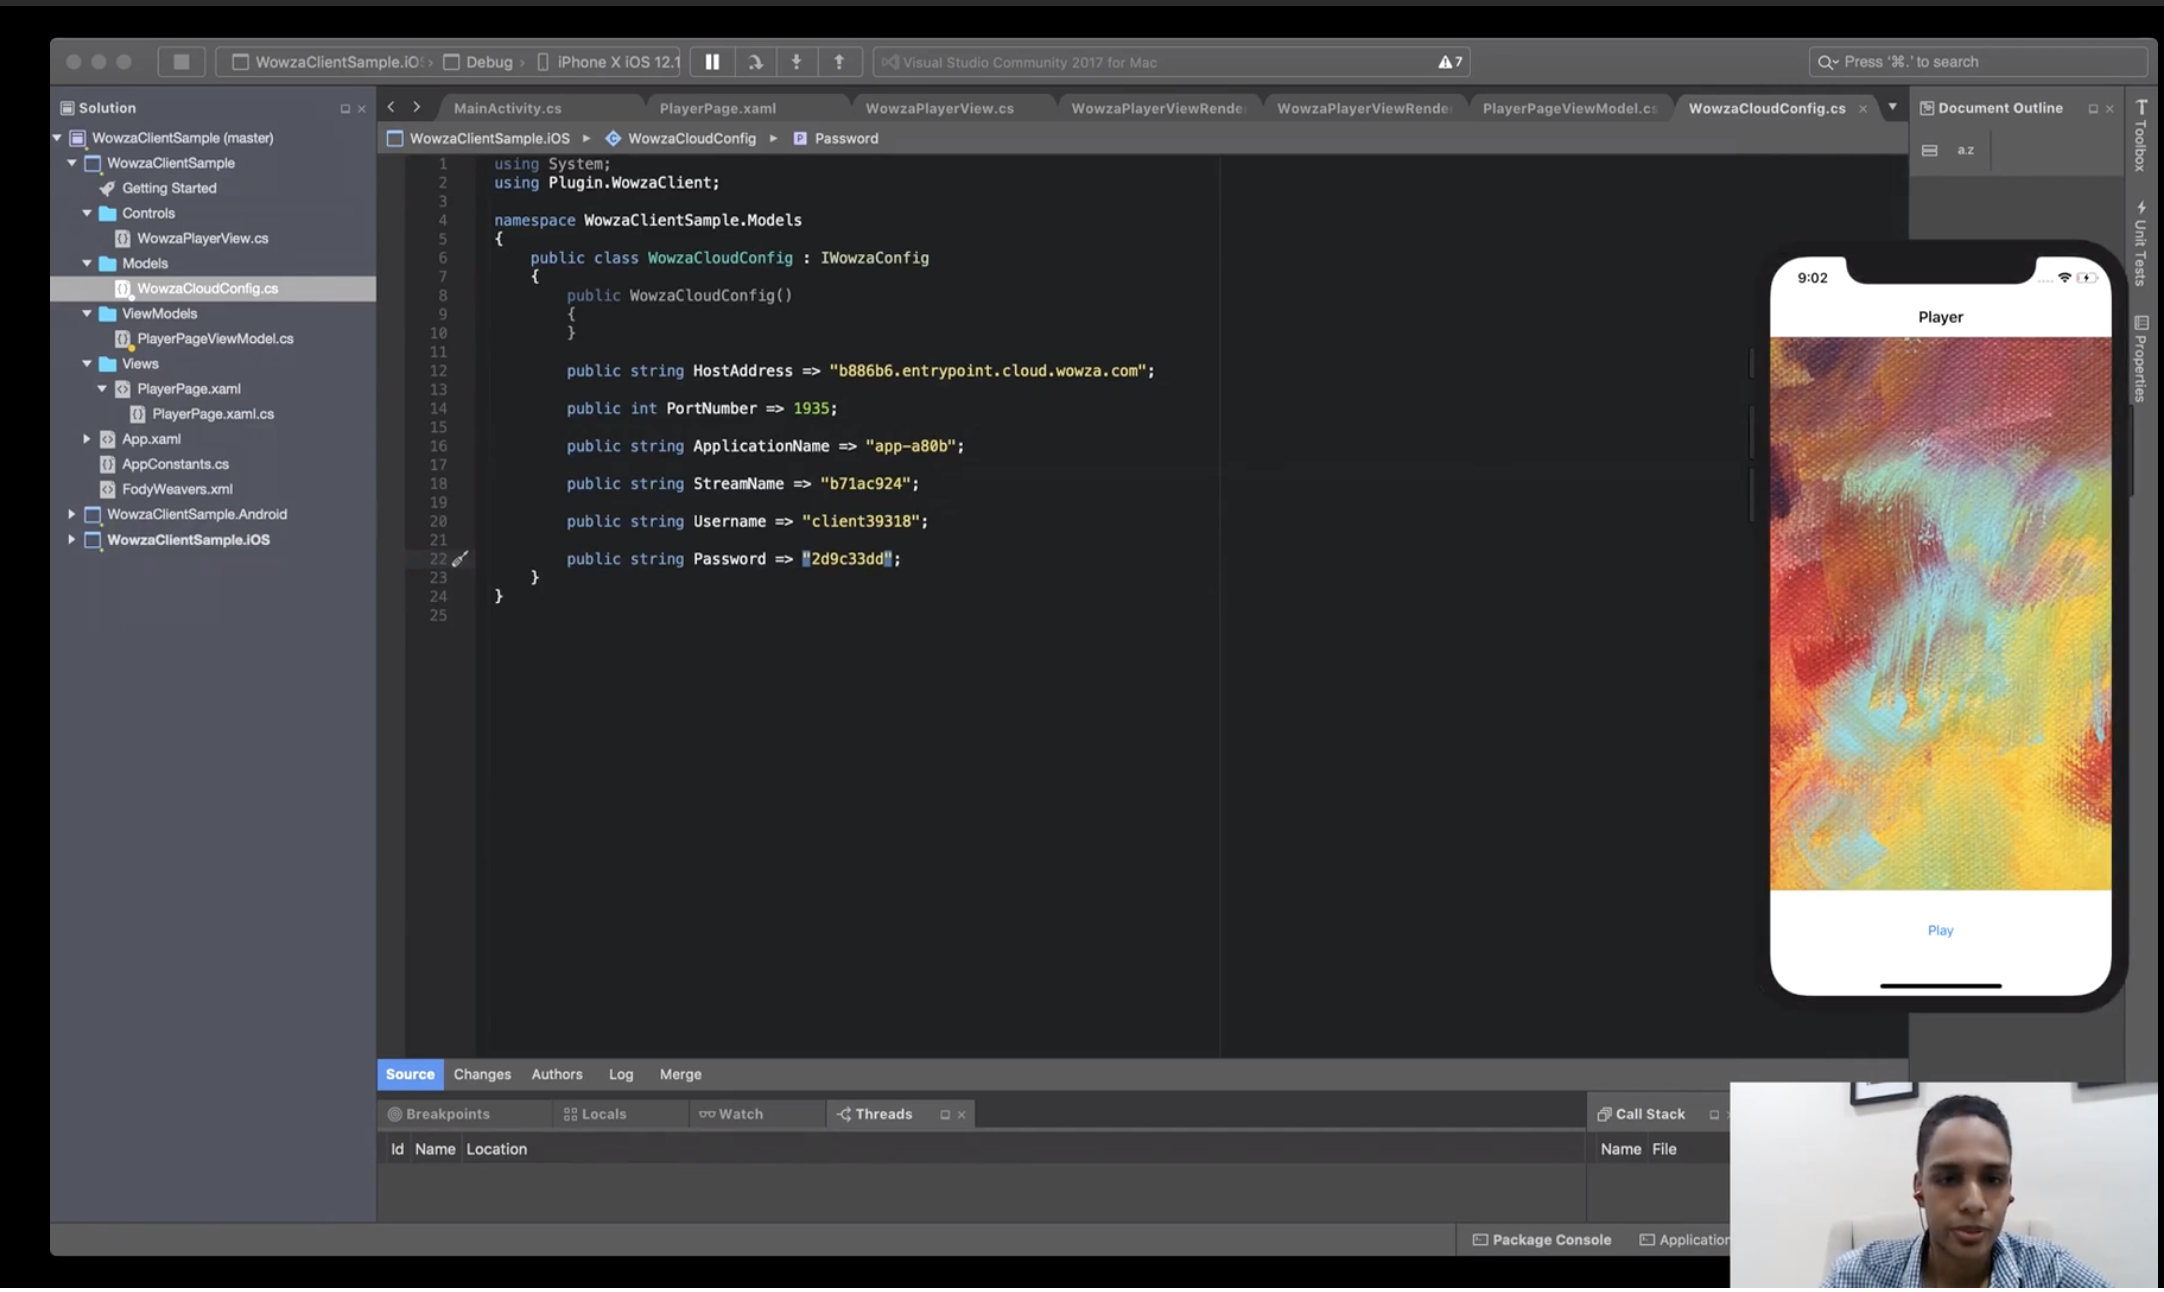 WowzaClientSample.iO
Debug
iPhone X iOS 12.1
Visual Studio Community 2017 for Mac
7
Press '⌘.' to search
Solution
WowzaClientSample (master)
WowzaClientSample
Getting Started
Controls
WowzaPlayerView.cs
Models
WowzaCloudConfig.cs
ViewModels
PlayerPageViewModel.cs
Views
PlayerPage.xaml
PlayerPage.xaml.cs
App.xaml
AppConstants.cs
FodyWeavers.xml
WowzaClientSample.Android
WowzaClientSample.iOS
MainActivity.cs
PlayerPage.xaml
WowzaPlayerView.cs
WowzaPlayerViewRende
WowzaPlayerViewRende
PlayerPageViewModel.cs
WowzaCloudConfig.cs
WowzaClientSample.iOS
WowzaCloudConfig
P Password
1 using System;
2 using Plugin.WowzaClient;
3
4 namespace WowzaClientSample.Models
5 {
6 public class WowzaCloudConfig : IWowzaConfig
7 {
8 public WowzaCloudConfig()
9 {
10 }
11
12 public string HostAddress => "b886b6.entrypoint.cloud.wowza.com";
13
14 public int PortNumber => 1935;
15
16 public string ApplicationName => "app-a80b";
17
18 public string StreamName => "b71ac924";
19
20 public string Username => "client39318";
21
22 public string Password => "2d9c33dd";
23 }
24 }
25
Document Outline
a.z
Toolbox
Unit Tests
Properties
9:02
Player
Play
Source
Changes
Authors
Log
Merge
Breakpoints
Locals
Watch
Threads
Id Name Location
Call Stack
Name File
Package Console
Application